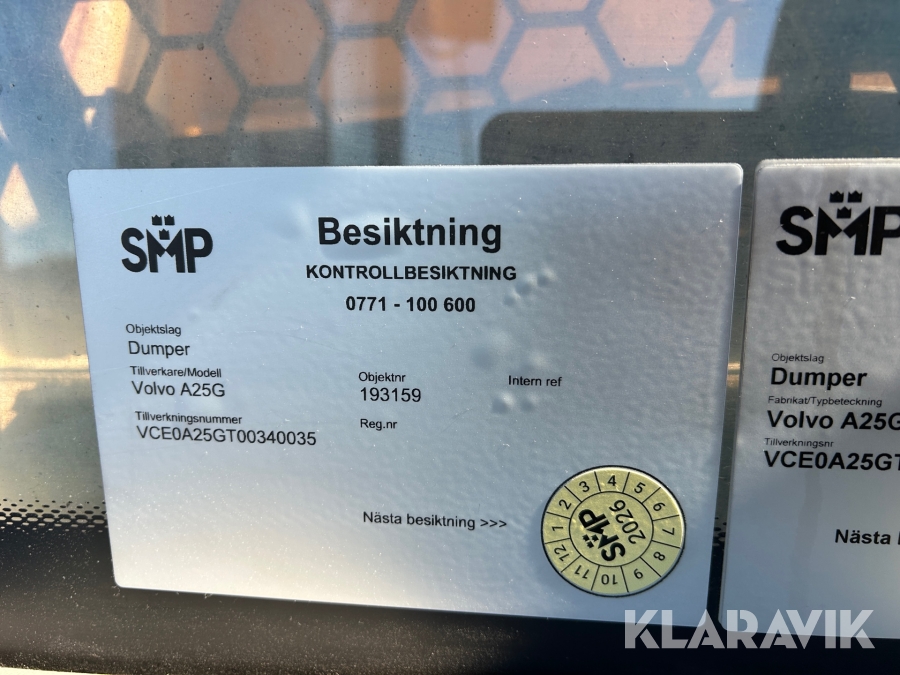 SMP
Besiktning
KONTROLLBESIKTNING
0771 - 100 600
Objektslag
Dumper
Tillverkare/Modell
Volvo A25G
Objektnr
193159
Intern ref
Tillverkningsnummer
VCE0A25GT00340035
Reg.nr
Nästa besiktning >>>
1 2 3 4 5 6 7 8 9 10 11 12
SMP
2026
SMP
Objektslag
Dumper
Fabrikat/Typbeteckning
Volvo A25G
Tillverkningsnr
VCE0A25GT
Nästa
KLARAVIK